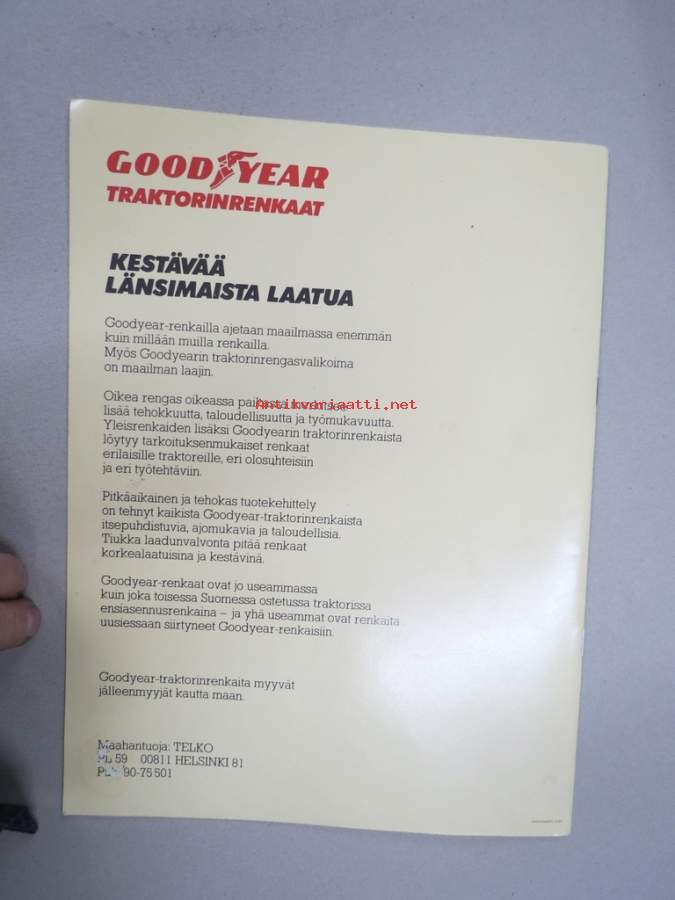 GOODYEAR
TRAKTORINRENKAAT
KESTÄVÄÄ
LÄNSIMAISTA LAATUA
Goodyear-renkailla ajetaan maailmassa enemmän
kuin millään muilla renkailla.
Myös Goodyearin traktorinrengasvalikoima
on maailman laajin.
Oikea rengas oikeassa
Antikvariaatti.net
lisää tehokkuutta, taloudellisuutta ja työmukavuutta.
Yleisrenkaiden lisäksi Goodyearin traktorinrenkaista
löytyy tarkoituksenmukaiset renkaat
erilaisille traktoreille, eri olosuhteisiin
ja eri työtehtäviin.
Pitkäaikainen ja tehokas tuotekehittely
on tehnyt kaikista Goodyear-traktorinrenkaista
itsepuhdistuvia, ajomukavia ja taloudellisia.
Tiukka laadunvalvonta pitää renkaat
korkealaatuisina ja kestävinä.
Goodyear-renkaat ovat jo useammassa
kuin joka toisessa Suomessa ostetussa traktorissa
ensiasennusrenkaina – ja yhä useammat ovat renkaita
uusiessaan siirtyneet Goodyear-renkaisiin.
Goodyear-traktorinrenkaita myyvät
jälleenmyyjät kautta maan.
Maahantuoja: TELKO
PL 59 00811 HELSINKI 81
90-75 501